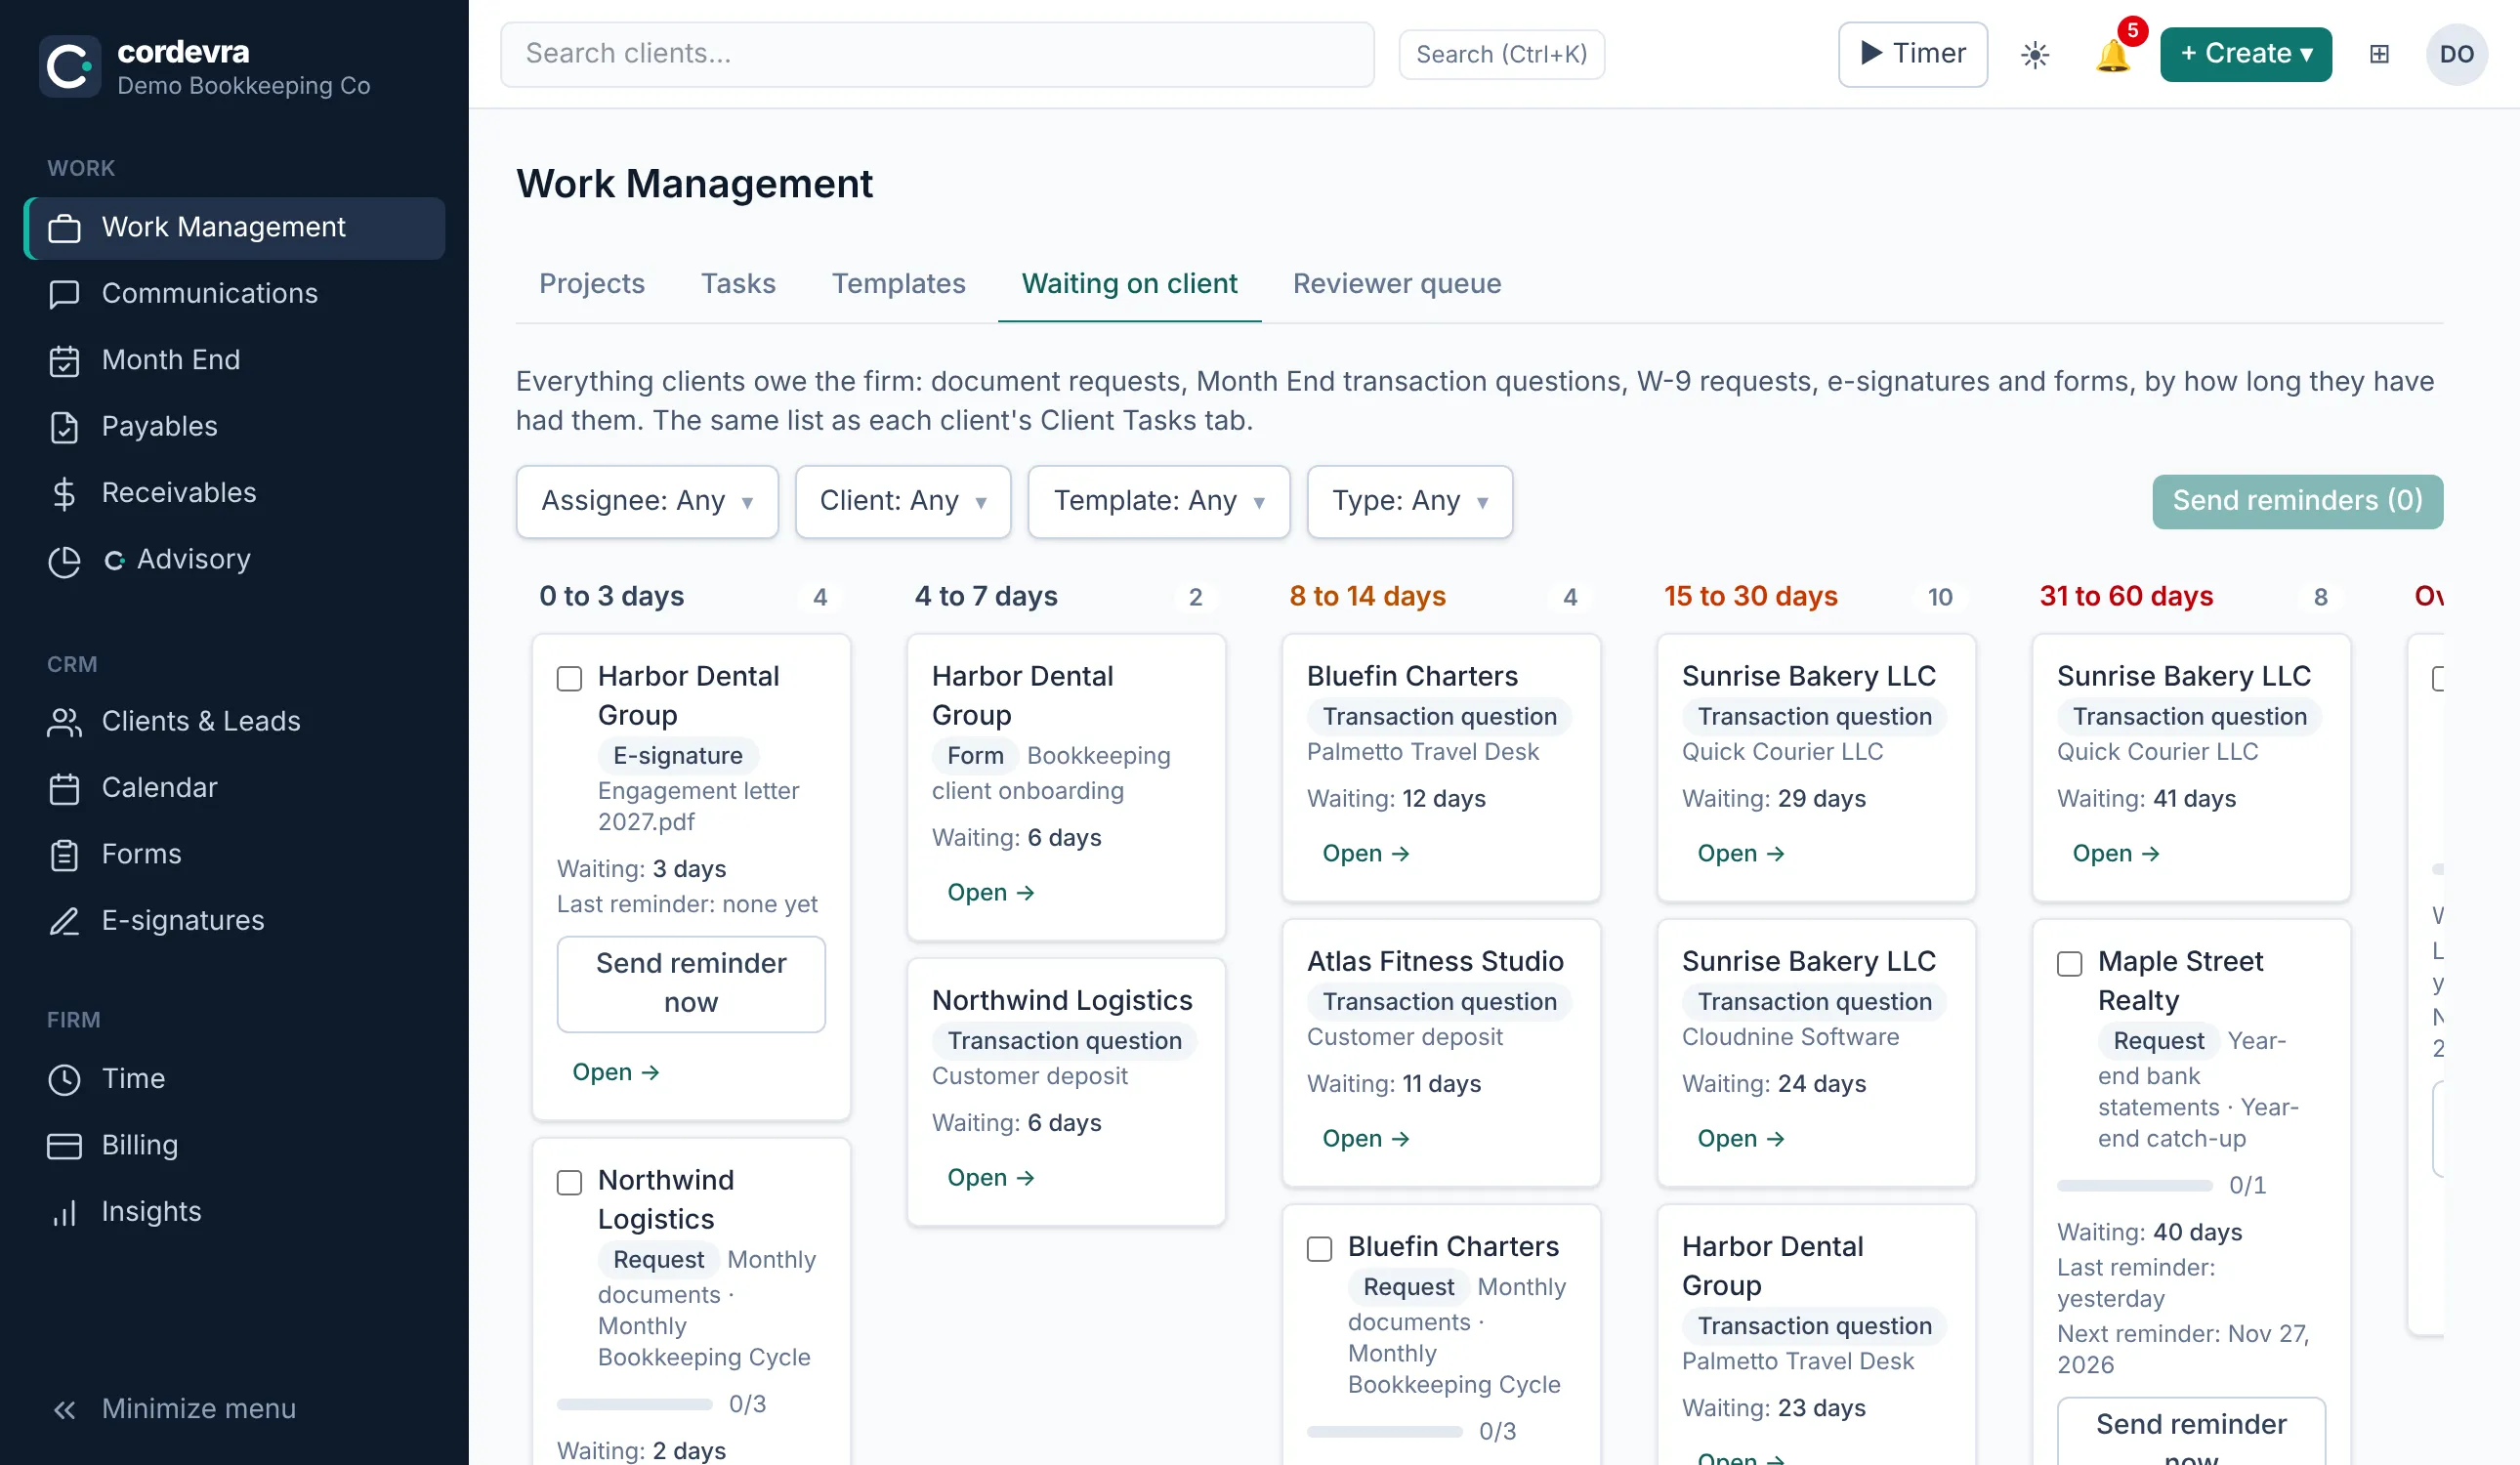 cordevra
Demo Bookkeeping Co
WORK
Work Management
Communications
Month End
Payables
Receivables
Advisory
CRM
Clients & Leads
Calendar
Forms
E-signatures
FIRM
Time
Billing
Insights
Minimize menu
Search clients...
Search (Ctrl+K)
Timer
5
+ Create
DO
Work Management
Projects
Tasks
Templates
Waiting on client
Reviewer queue
Everything clients owe the firm: document requests, Month End transaction questions, W-9 requests, e-signatures and forms, by how long they have
had them. The same list as each client's Client Tasks tab.
Assignee: Any
Client: Any
Template: Any
Type: Any
Send reminders (0)
0 to 3 days 4
Harbor Dental
Group
E-signature
Engagement letter
2027.pdf
Waiting: 3 days
Last reminder: none yet
Send reminder
now
Open →
Northwind
Logistics
Request Monthly
documents ·
Monthly
Bookkeeping Cycle
0/3
Waiting: 2 days
4 to 7 days 2
Harbor Dental
Group
Form Bookkeeping
client onboarding
Waiting: 6 days
Open →
Northwind Logistics
Transaction question
Customer deposit
Waiting: 6 days
Open →
8 to 14 days 4
Bluefin Charters
Transaction question
Palmetto Travel Desk
Waiting: 12 days
Open →
Atlas Fitness Studio
Transaction question
Customer deposit
Waiting: 11 days
Open →
Bluefin Charters
Request Monthly
documents ·
Monthly
Bookkeeping Cycle
0/3
15 to 30 days 10
Sunrise Bakery LLC
Transaction question
Quick Courier LLC
Waiting: 29 days
Open →
Sunrise Bakery LLC
Transaction question
Cloudnine Software
Waiting: 24 days
Open →
Harbor Dental
Group
Transaction question
Palmetto Travel Desk
Waiting: 23 days
Open →
31 to 60 days 8
Sunrise Bakery LLC
Transaction question
Quick Courier LLC
Waiting: 41 days
Open →
Maple Street
Realty
Request Year-
end bank
statements · Year-
end catch-up
0/1
Waiting: 40 days
Last reminder:
yesterday
Next reminder: Nov 27,
2026
Send reminder
now